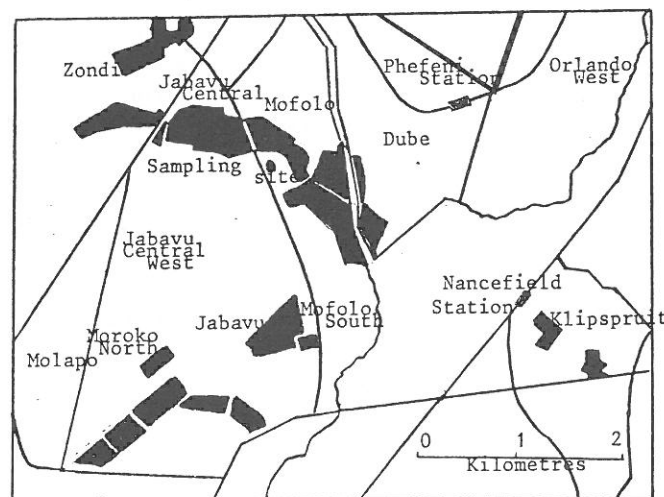 Zondi
Jabavu
Central
Mofolo
Phefeni
Station
Orlando
West
Dube
Sampling site
Jabavu
Central
West
Nancefield
Station
Klipspruit
Moroko
North
Jabavu
Mofolo
South
Molapo
0 1 2
Kilometres